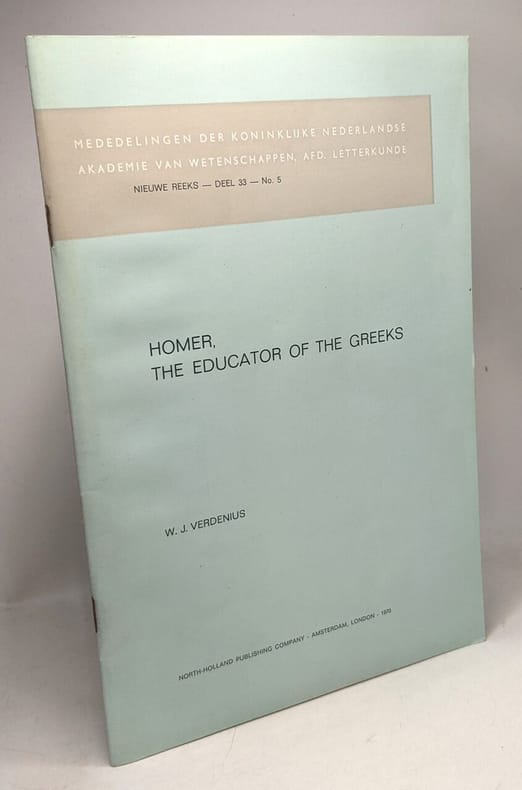 MEDEDELINGEN DER KONINKLIJKE NEDERLANDSE
AKADEMIE VAN WETENSCHAPPEN, AFD. LETTERKUNDE
NIEUWE REEKS — DEEL 33 — No. 5
HOMER,
THE EDUCATOR OF THE GREEKS
W. J. VERDENIUS
NORTH-HOLLAND PUBLISHING COMPANY - AMSTERDAM, LONDON - 1970